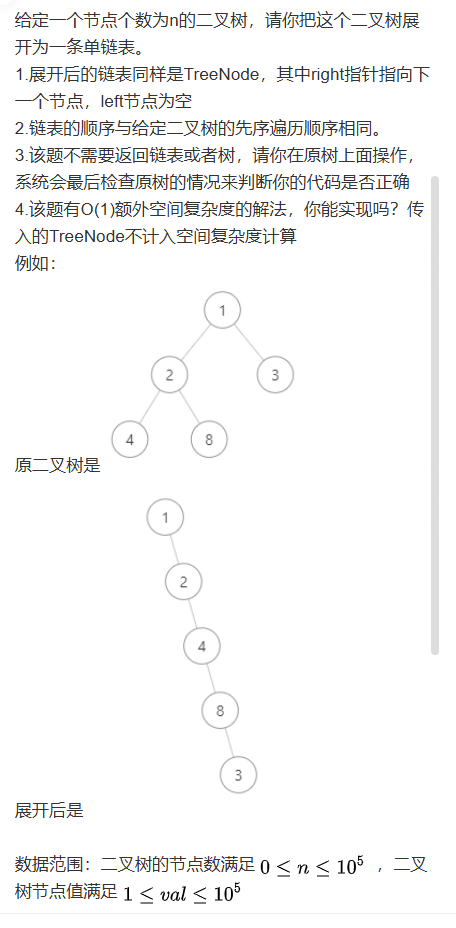 给定一个节点个数为n的二叉树，请你把这个二叉树展
开为一条单链表。
1.展开后的链表同样是TreeNode，其中right指针指向下
一个节点，left节点为空
2.链表的顺序与给定二叉树的先序遍历顺序相同。
3.该题不需要返回链表或者树，请你在原树上面操作，
系统会最后检查原树的情况来判断你的代码是否正确
4.该题有O(1)额外空间复杂度的解法，你能实现吗？传
入的TreeNode不计入空间复杂度计算
例如：
1
2 3
4 8
原二叉树是
1
2
4
8
3
展开后是
数据范围：二叉树的节点数满足 0 ≤ n ≤ 10⁵ ，二叉
树节点值满足 1 ≤ val ≤ 10⁵